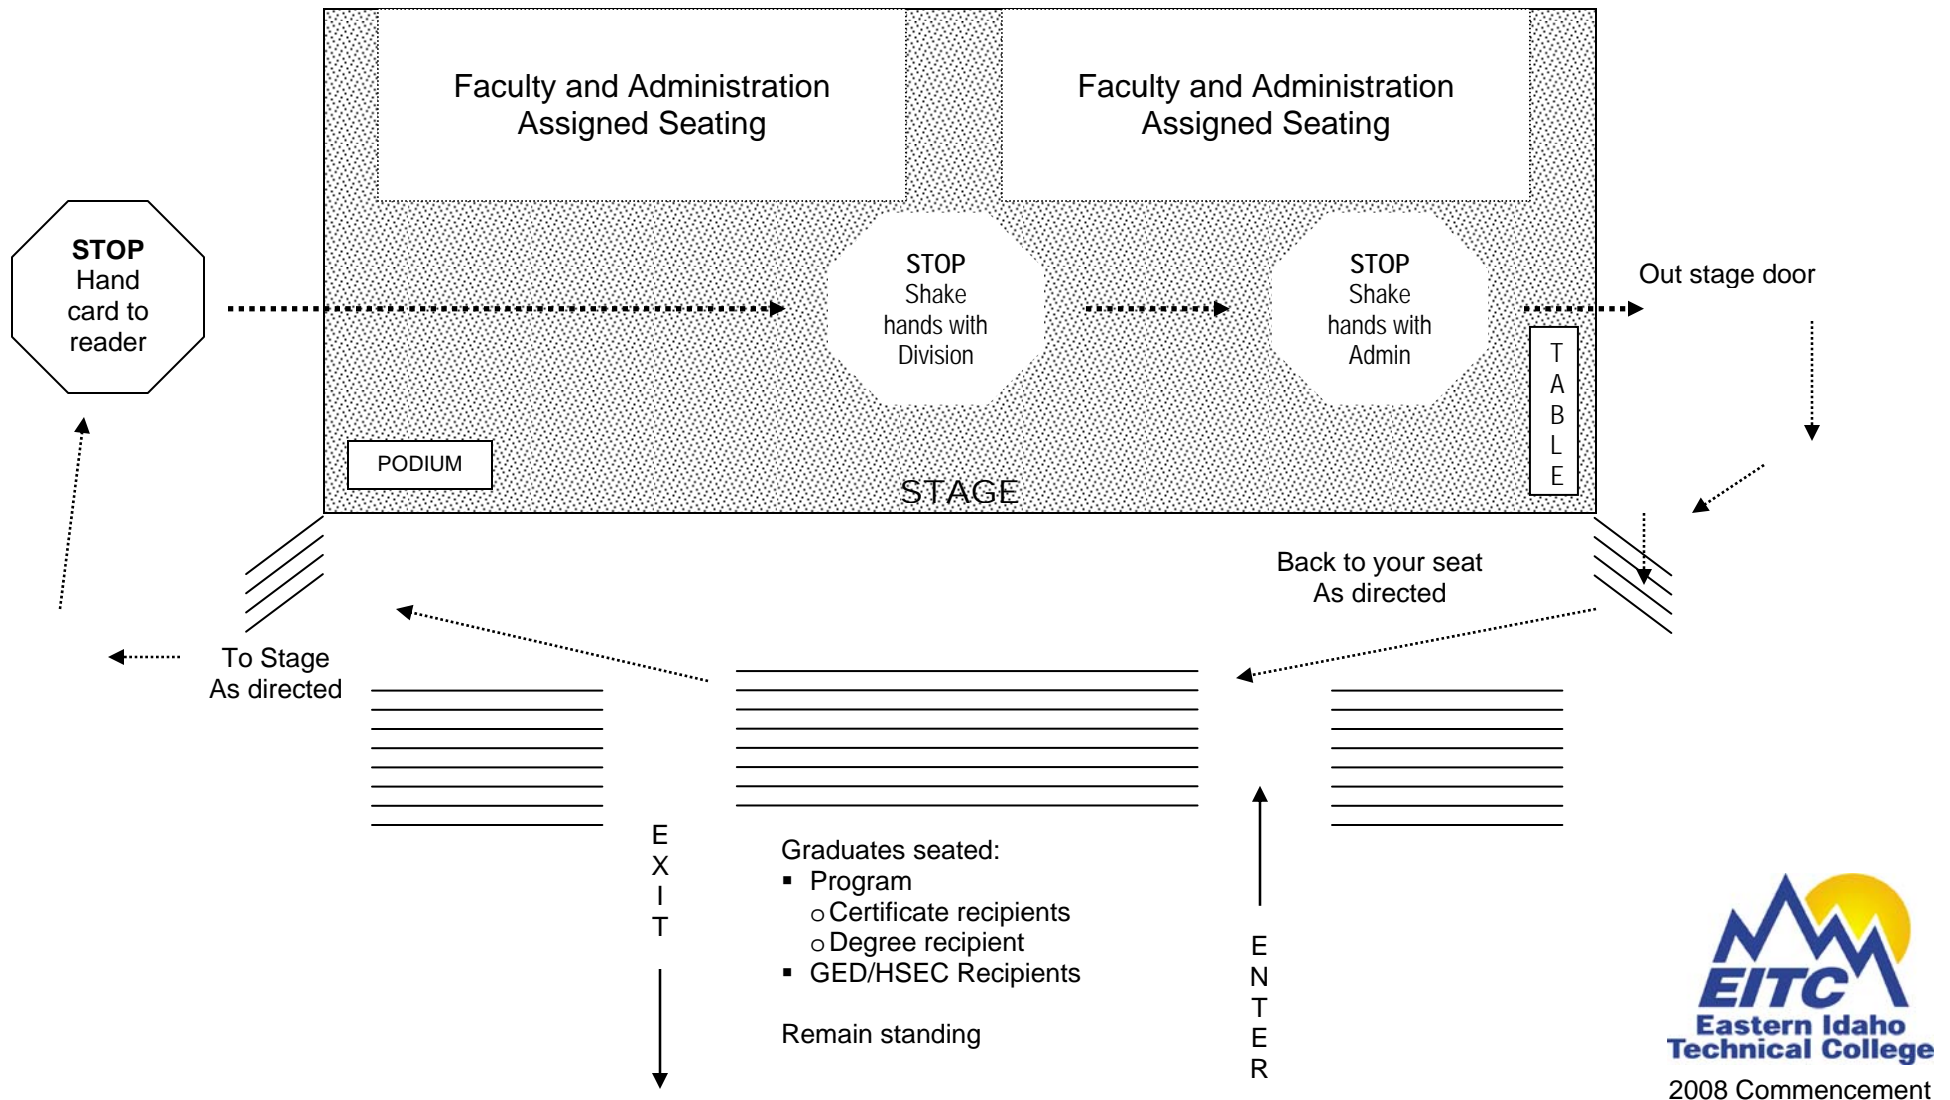 Faculty and Administration
Assigned Seating
Faculty and Administration
Assigned Seating
STOP
Hand
card to
reader
STOP
Shake
hands with
Division
STOP
Shake
hands with
Admin
Out stage door
TABLE
PODIUM
STAGE
Back to your seat
As directed
To Stage
As directed
EXIT
Graduates seated:
▪ Program
o Certificate recipients
o Degree recipient
▪ GED/HSEC Recipients
Remain standing
ENTER
EITC
Eastern Idaho
Technical College
2008 Commencement